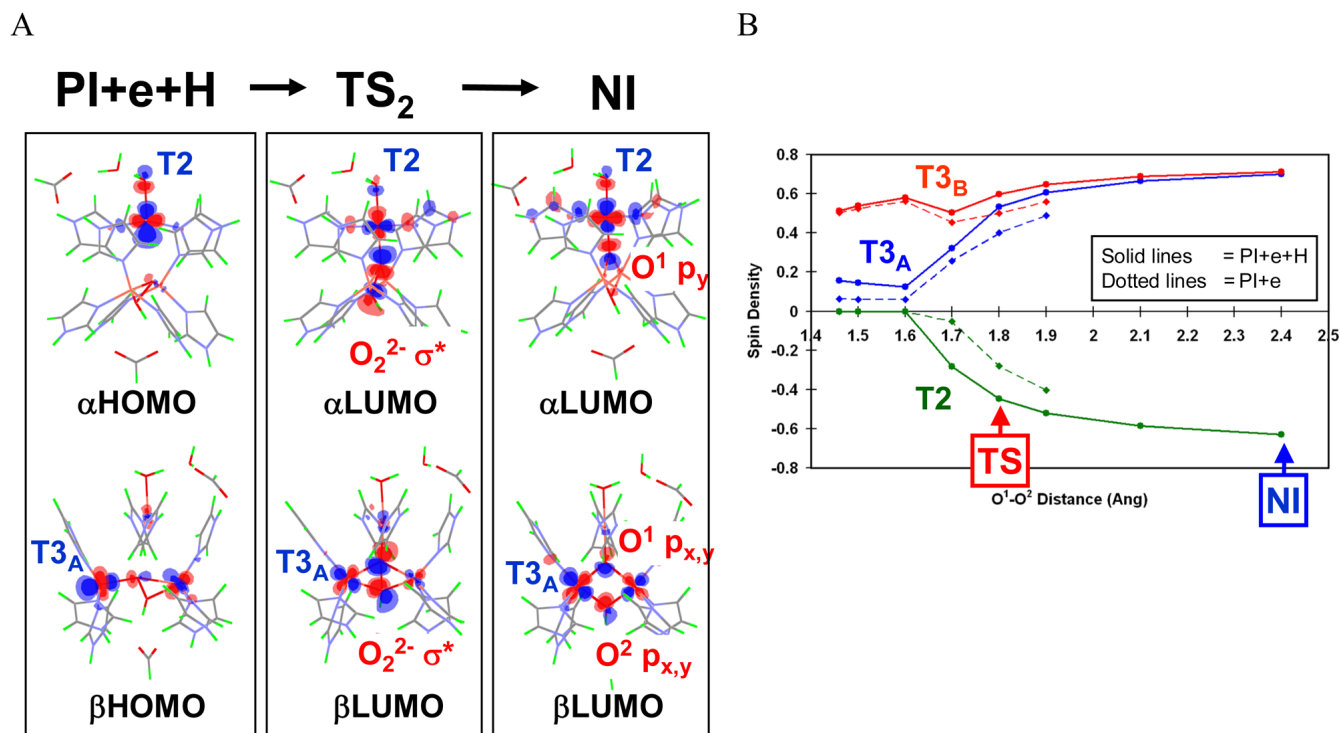 A
B
PI+e+H → TS₂ → NI
T2
αHOMO
T2
O₂²⁻ σ*
αLUMO
T2
O¹ pᵧ
αLUMO
T3A
βHOMO
T3A
O₂²⁻ σ*
βLUMO
T3A
O¹ pₓ,ᵧ
O² pₓ,ᵧ
βLUMO
Spin Density
0.8
0.6
0.4
0.2
0
-0.2
-0.4
-0.6
-0.8
1.4 1.5 1.6 1.7 1.8 1.9 2 2.1 2.2 2.3 2.4 2.5
O¹-O² Distance (Ang)
T3B
T3A
T2
Solid lines = PI+e+H
Dotted lines = PI+e
TS
NI